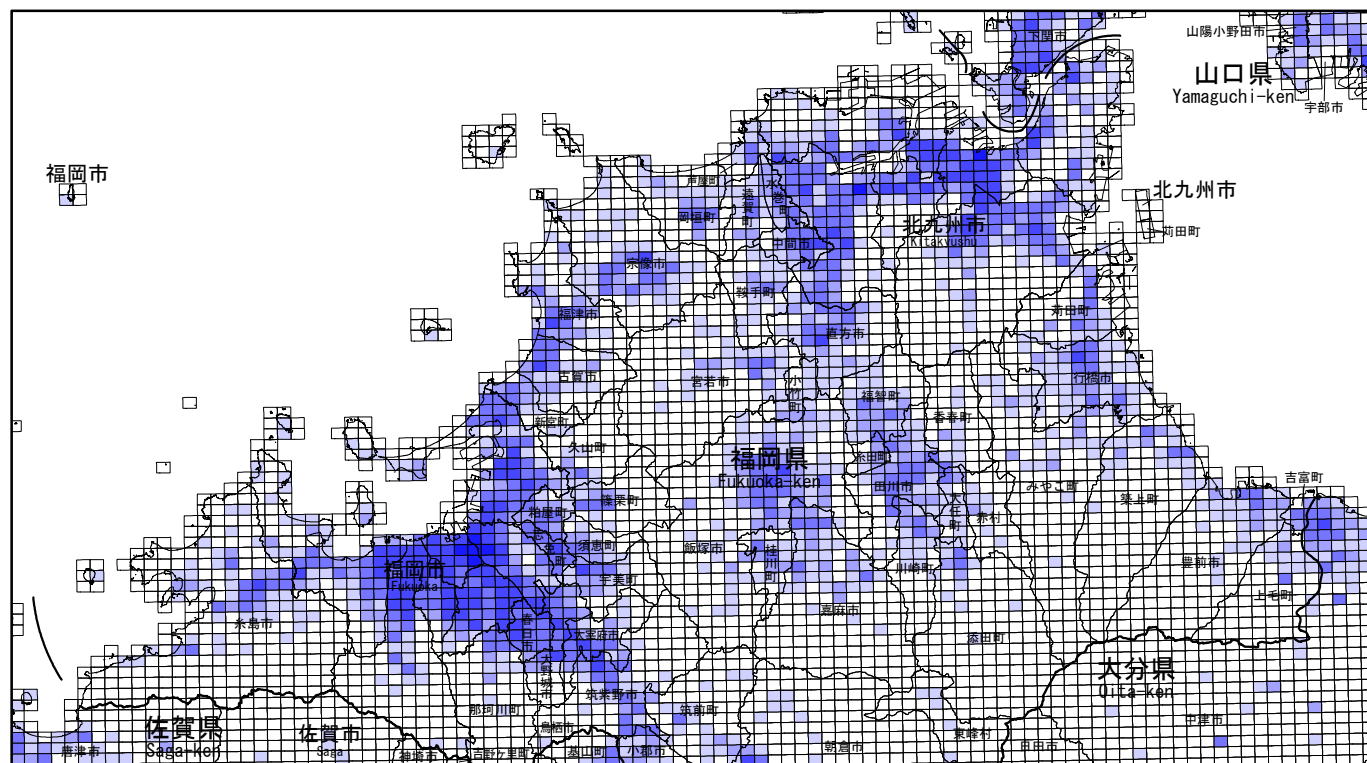 下関市
山陽小野田市
山口県
Yamaguchi-ken
宇部市
福岡市
芦屋町
水巻町
遠賀町
岡垣町
北九州市
北九州市
Kitakyushu
苅田町
中間市
宗像市
鞍手町
福津市
苅田町
直方市
古賀市
宮若市
小竹町
行橋市
福智町
新宮町
香春町
久山町
福岡県
Fukuoka-ken
糸田町
田川市
大任町
みやこ町
吉富町
築上町
篠栗町
粕屋町
赤村
志免町
須恵町
飯塚市
桂川町
福岡市
Fukuoka
宇美町
川崎町
豊前市
上毛町
嘉麻市
糸島市
春日市
太宰府市
添田町
大野城市
大分県
Oita-ken
筑紫野市
那珂川町
筑前町
中津市
佐賀県
Saga-ken
佐賀市
Saga
鳥栖市
東峰村
唐津市
神埼市
吉野ヶ里町
基山町
小郡市
朝倉市
日田市